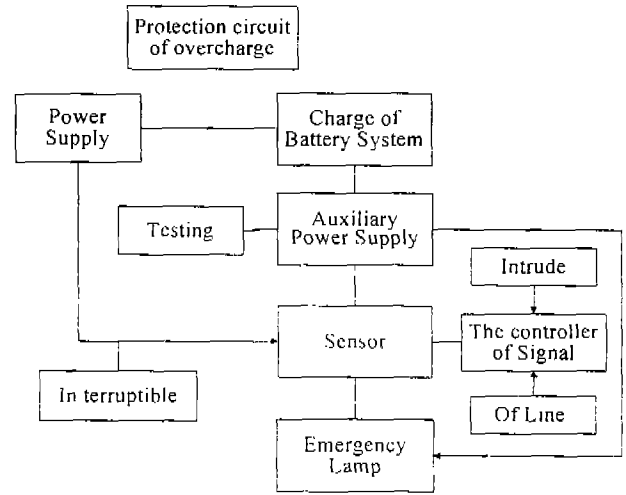 Protection circuit
of overcharge
Power
Supply
Charge of
Battery System
Testing
Auxiliary
Power Supply
Intrude
Sensor
The controller
of Signal
In terruptible
Of Line
Emergency
Lamp